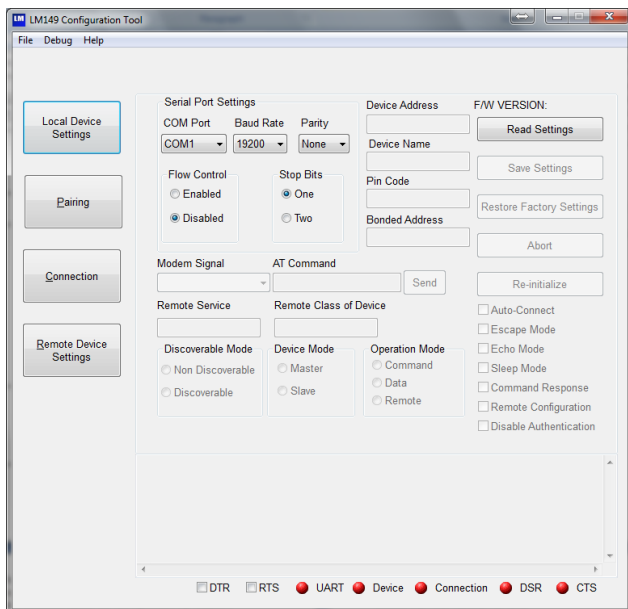 LM LM149 Configuration Tool
File Debug Help
Local Device Settings
Pairing
Connection
Remote Device Settings
Serial Port Settings
COM Port Baud Rate Parity
COM1 19200 None
Flow Control
Enabled
Disabled
Stop Bits
One
Two
Device Address
Device Name
Pin Code
Bonded Address
F/W VERSION:
Read Settings
Save Settings
Restore Factory Settings
Abort
Re-initialize
Modem Signal AT Command
Send
Remote Service Remote Class of Device
Discoverable Mode
Non Discoverable
Discoverable
Device Mode
Master
Slave
Operation Mode
Command
Data
Remote
Auto-Connect
Escape Mode
Echo Mode
Sleep Mode
Command Response
Remote Configuration
Disable Authentication
DTR RTS UART Device Connection DSR CTS